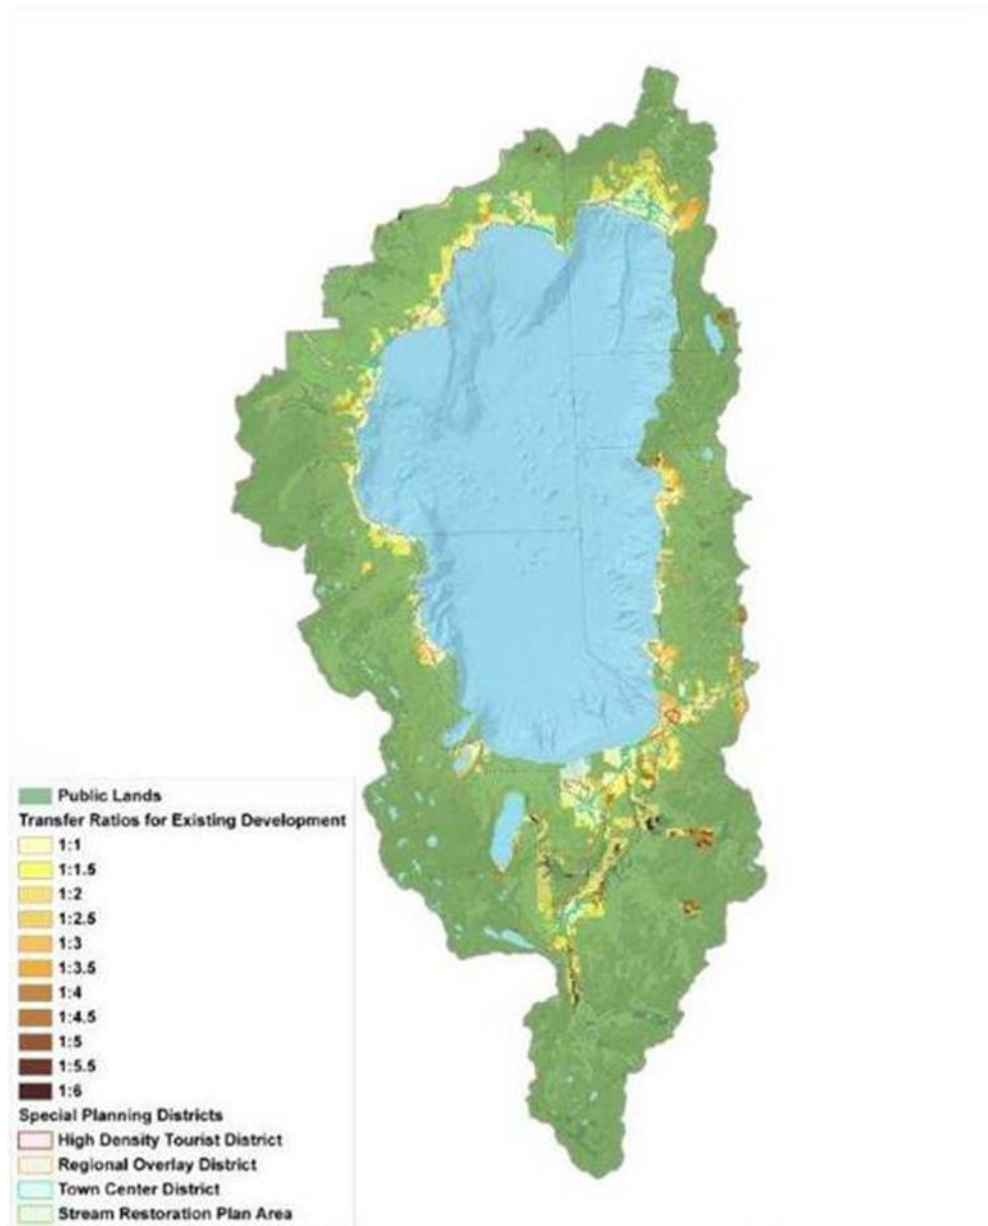 Public Lands
Transfer Ratios for Existing Development
1:1
1:1.5
1:2
1:2.5
1:3
1:3.5
1:4
1:4.5
1:5
1:5.5
1:6
Special Planning Districts
High Density Tourist District
Regional Overlay District
Town Center District
Stream Restoration Plan Area